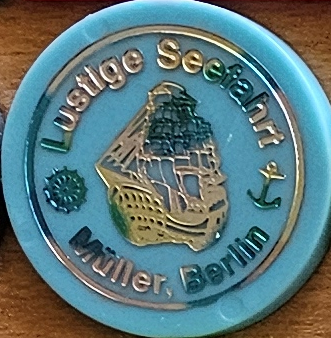 Lustige Seefahrt
Müller, Berlin